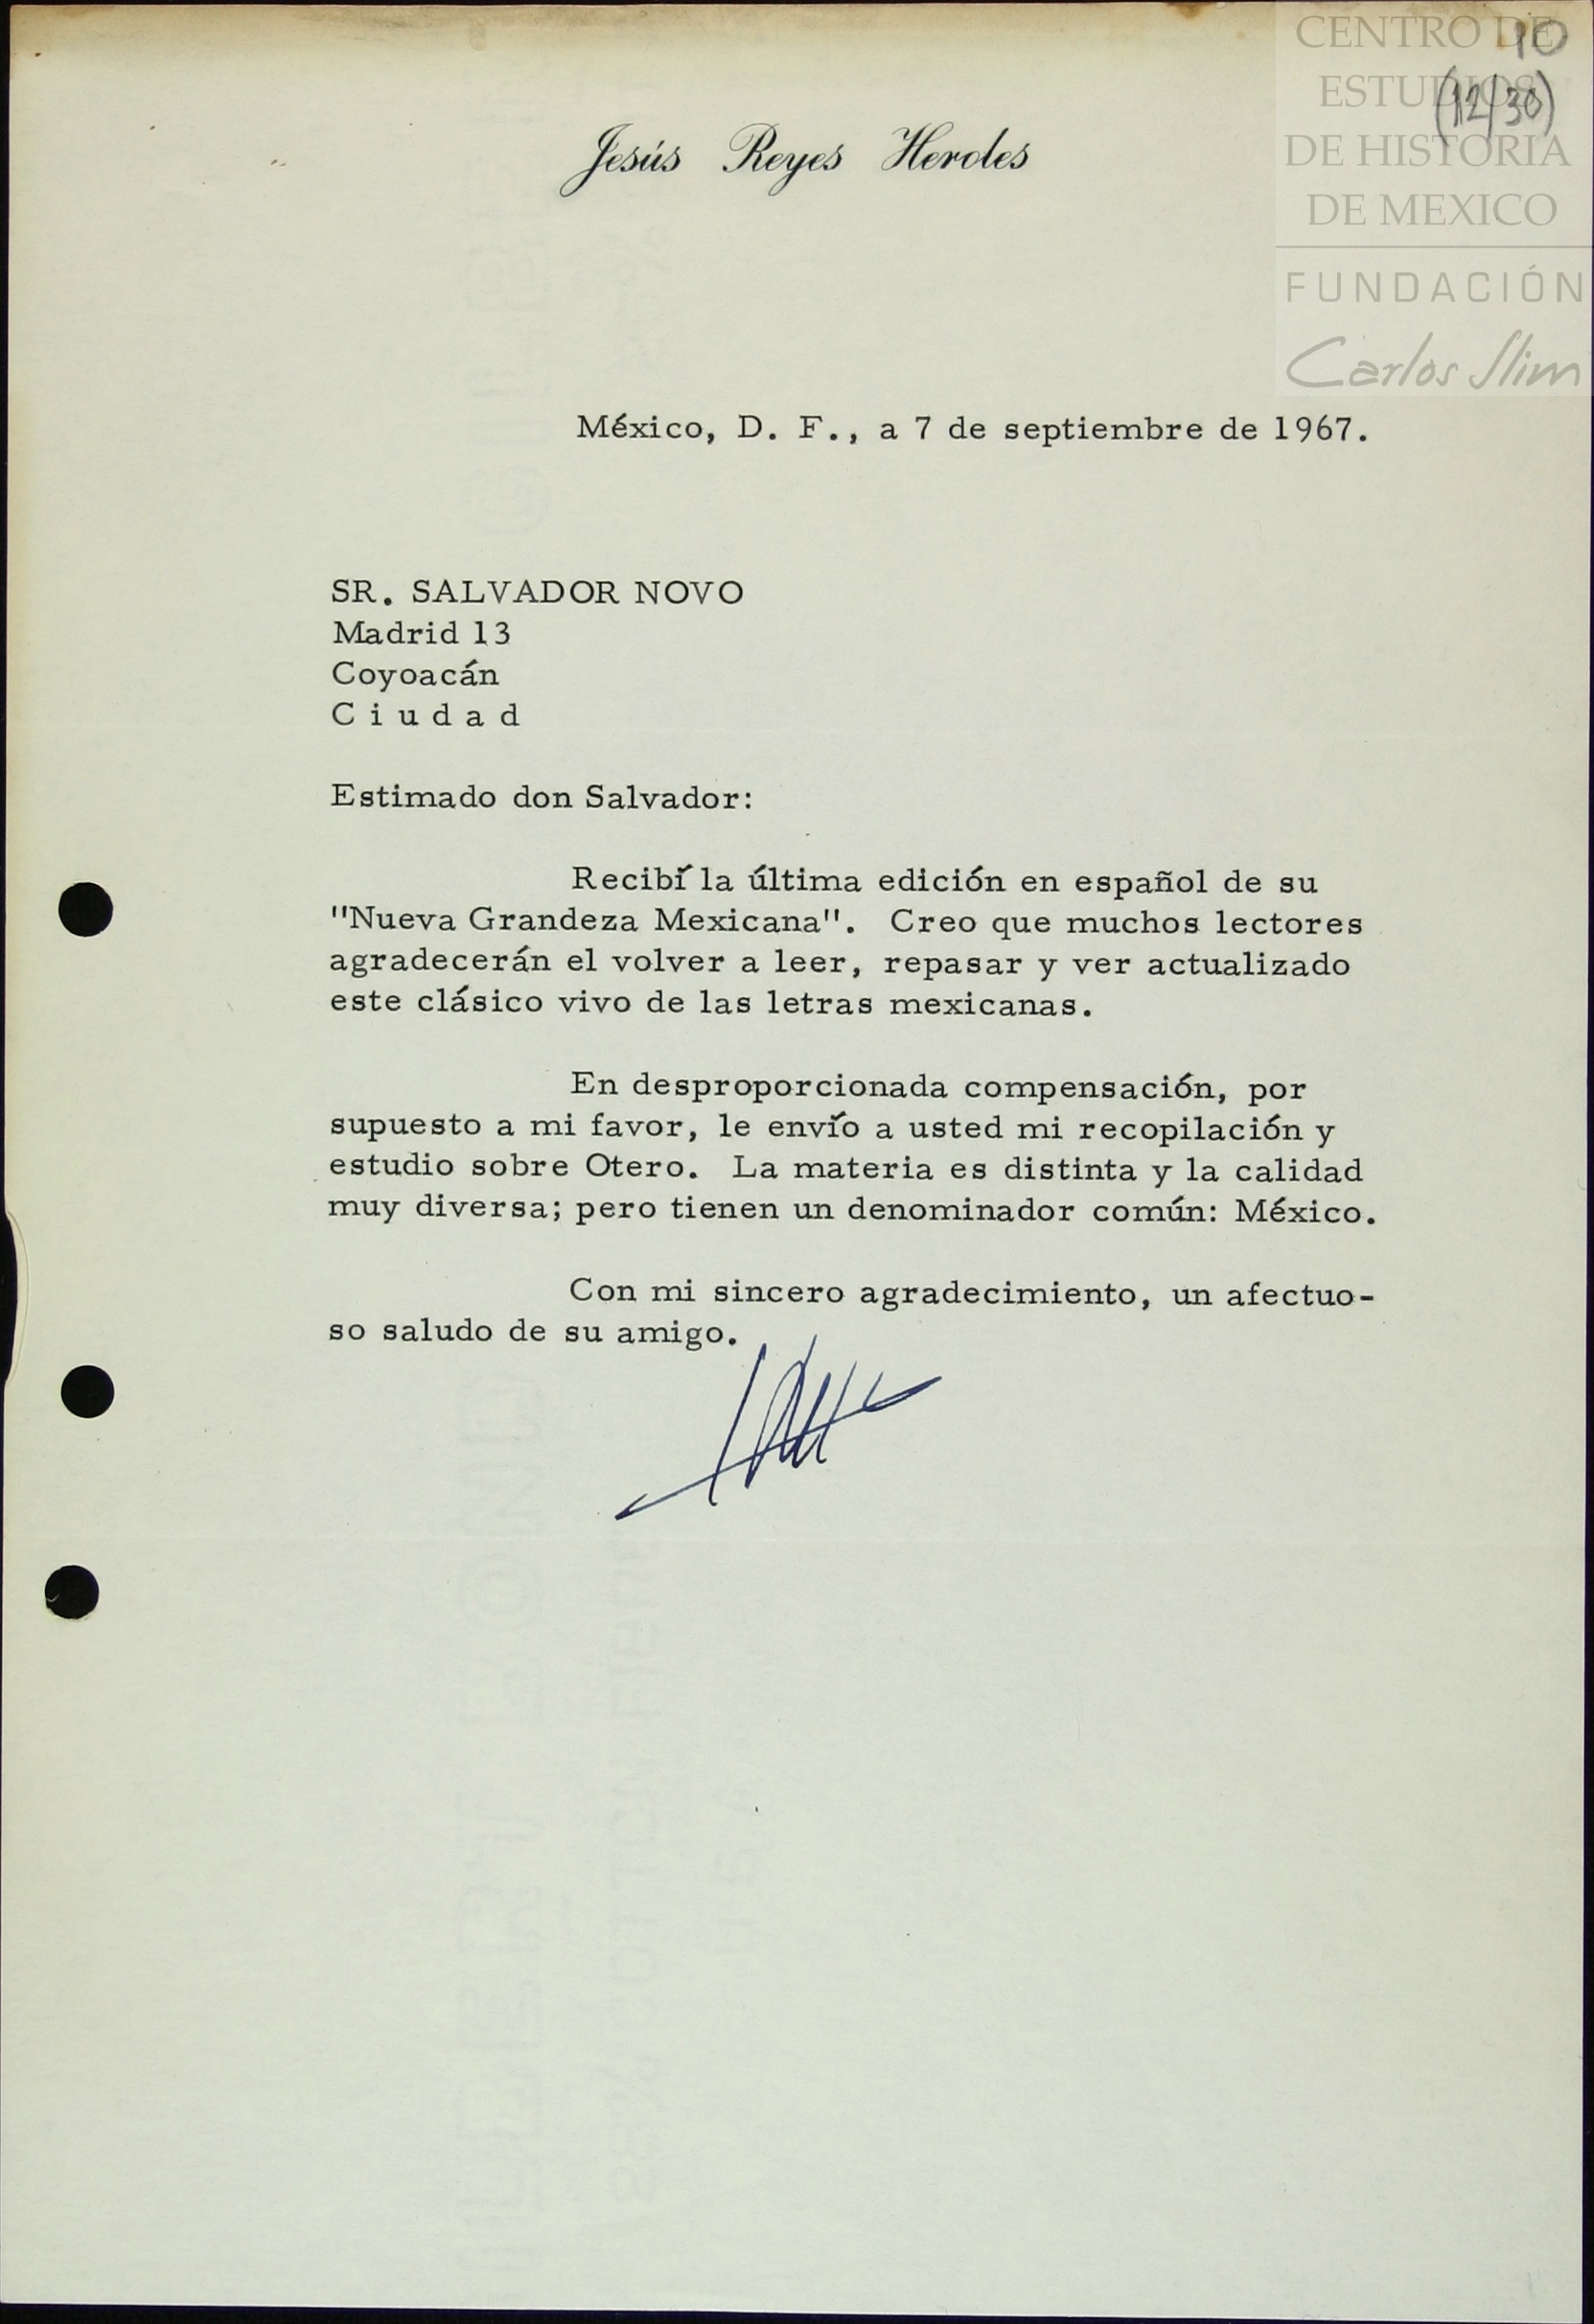 CENTRO DE
ESTUDIOS
DE HISTORIA
DE MEXICO
FUNDACIÓN
Carlos Slim
10
(12/30)
Jesús Reyes Heroles
México, D. F., a 7 de septiembre de 1967.
SR. SALVADOR NOVO
Madrid 13
Coyoacán
C i u d a d
Estimado don Salvador:
Recibí la última edición en español de su
"Nueva Grandeza Mexicana". Creo que muchos lectores
agradecerán el volver a leer, repasar y ver actualizado
este clásico vivo de las letras mexicanas.
En desproporcionada compensación, por
supuesto a mi favor, le envío a usted mi recopilación y
estudio sobre Otero. La materia es distinta y la calidad
muy diversa; pero tienen un denominador común: México.
Con mi sincero agradecimiento, un afectuo-
so saludo de su amigo.